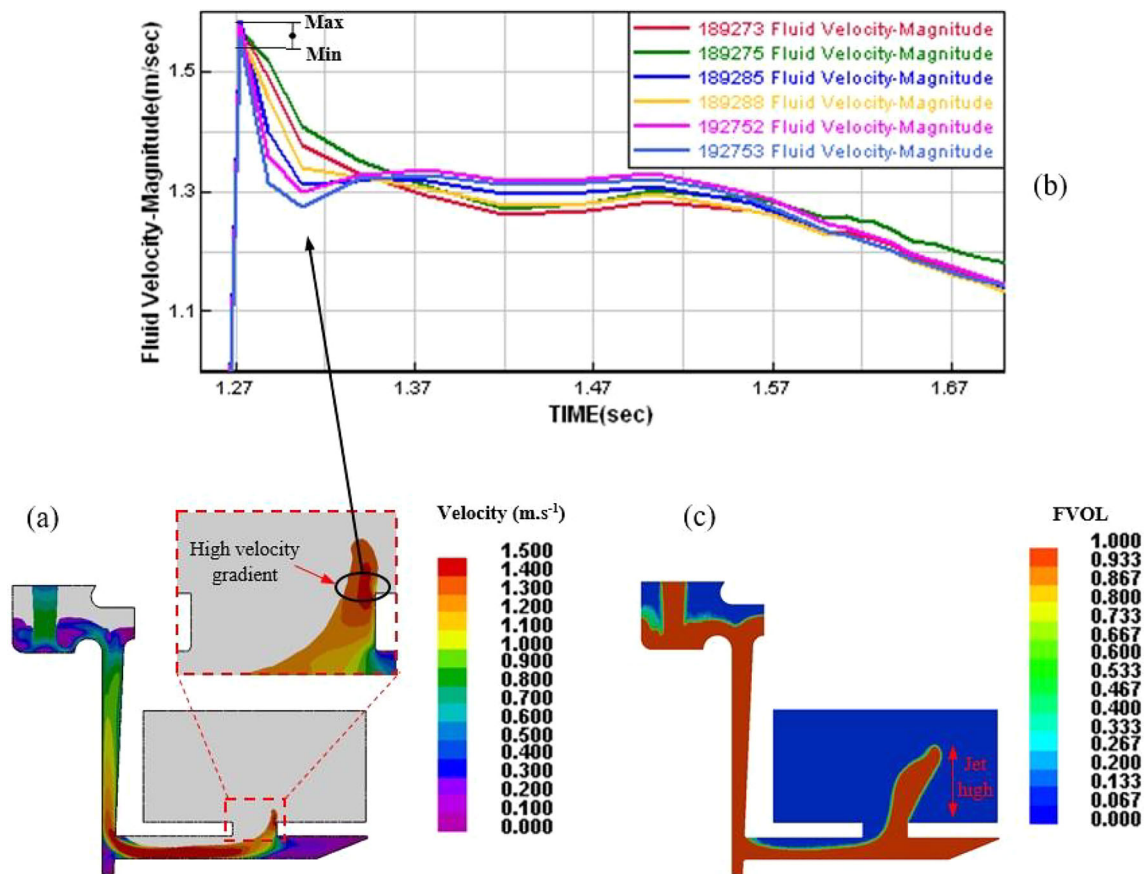 Max
Min
1.5
1.3
1.1
Fluid Velocity-Magnitude(m/sec)
189273 Fluid Velocity-Magnitude
189275 Fluid Velocity-Magnitude
189285 Fluid Velocity-Magnitude
189288 Fluid Velocity-Magnitude
192752 Fluid Velocity-Magnitude
192753 Fluid Velocity-Magnitude
(b)
1.27 1.37 1.47 1.57 1.67
TIME(sec)
(a)
High velocity
gradient
Velocity (m.s-1)
1.500
1.400
1.300
1.200
1.100
1.000
0.900
0.800
0.700
0.600
0.500
0.400
0.300
0.200
0.100
0.000
(c)
Jet
high
FVOL
1.000
0.933
0.867
0.800
0.733
0.667
0.600
0.533
0.467
0.400
0.333
0.267
0.200
0.133
0.067
0.000